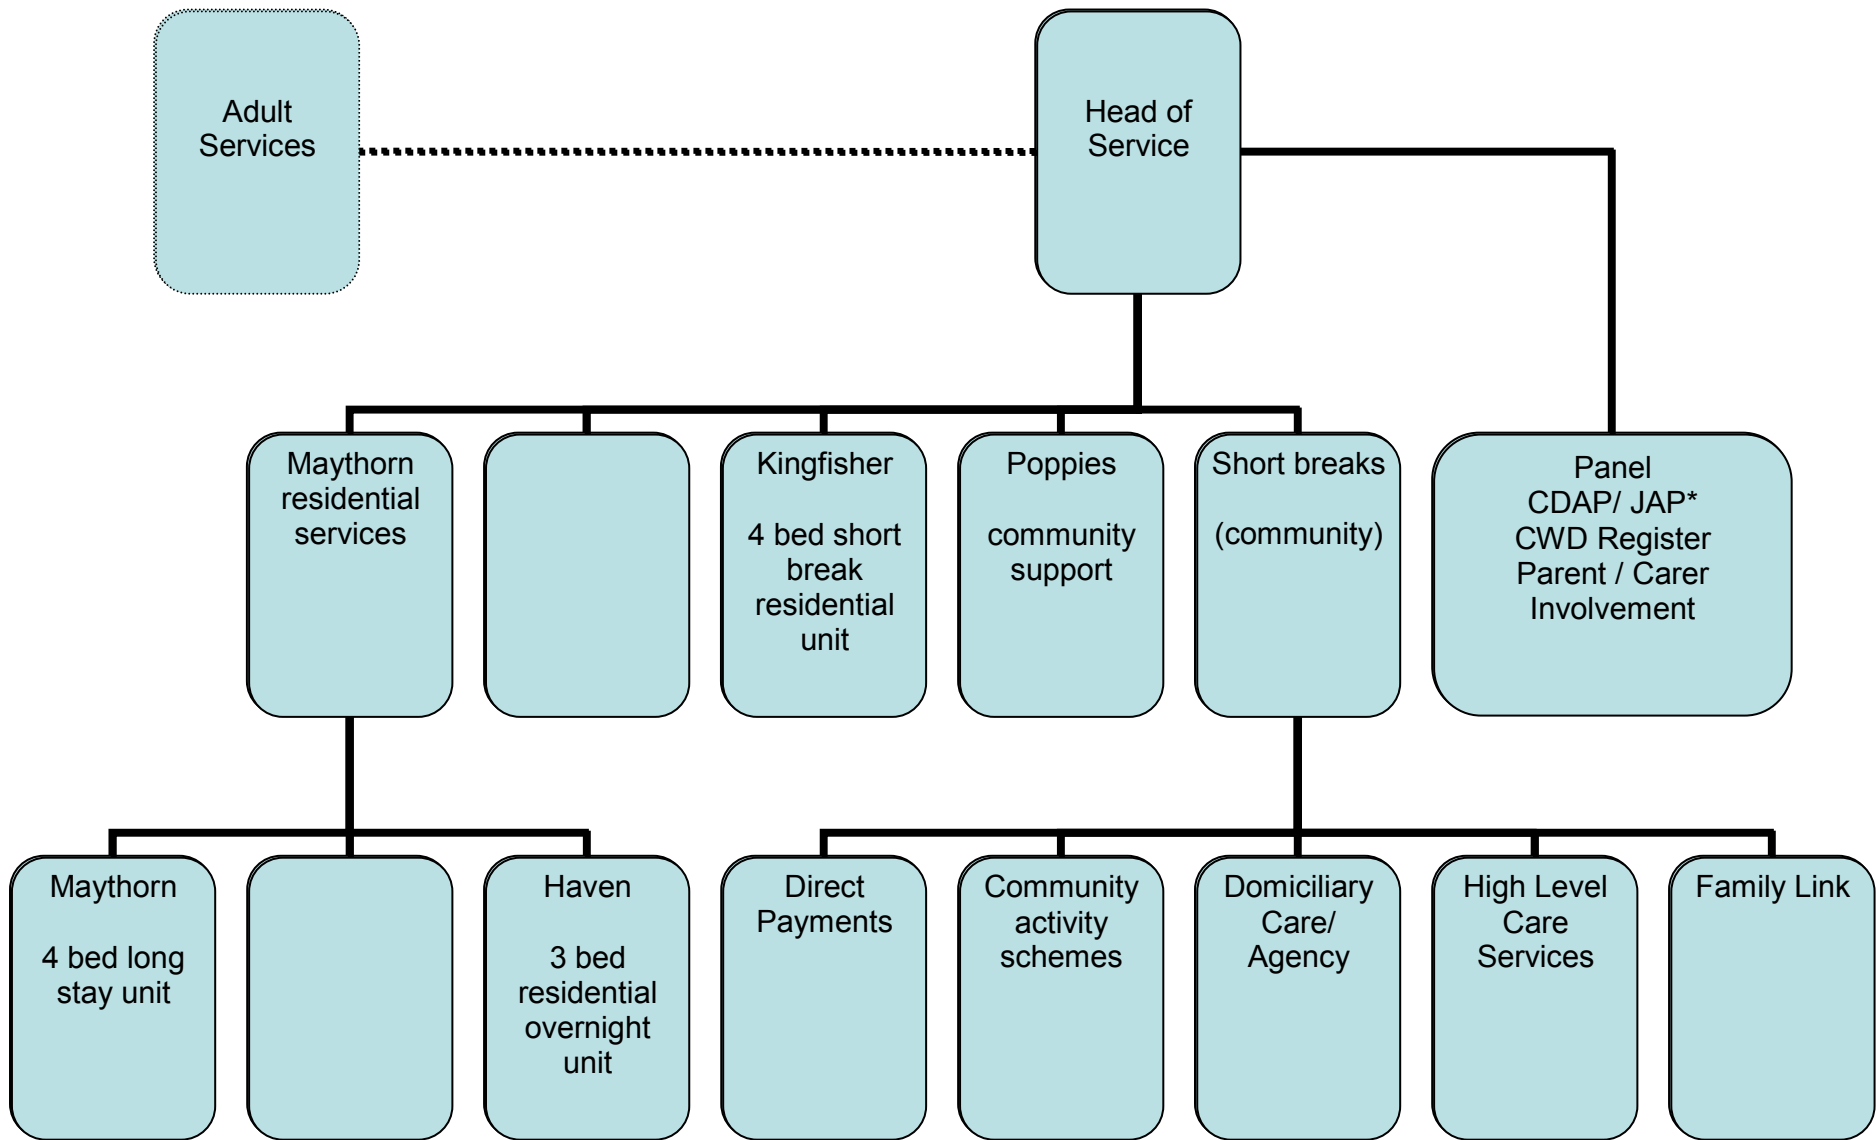 Adult
Services
Head of
Service
Maythorn
residential
services
Kingfisher
4 bed short
break
residential
unit
Poppies
community
support
Short breaks
(community)
Panel
CDAP/ JAP*
CWD Register
Parent / Carer
Involvement
Maythorn
4 bed long
stay unit
Haven
3 bed
residential
overnight
unit
Direct
Payments
Community
activity
schemes
Domiciliary
Care/
Agency
High Level
Care
Services
Family Link